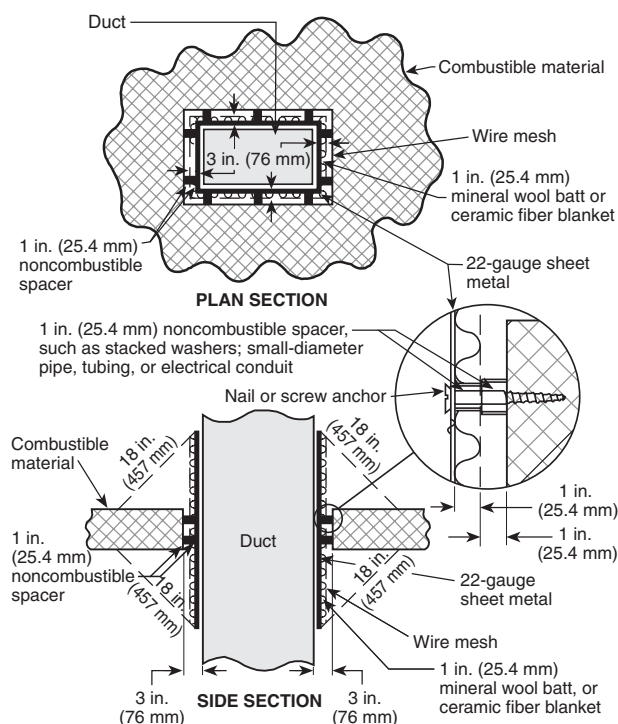 Duct
Combustible material
Wire mesh
3 in. (76 mm)
1 in. (25.4 mm)
mineral wool batt or
ceramic fiber blanket
1 in. (25.4 mm)
noncombustible
spacer
22-gauge sheet
metal
PLAN SECTION
1 in. (25.4 mm) noncombustible spacer,
such as stacked washers; small-diameter
pipe, tubing, or electrical conduit
Nail or screw anchor
18 in.
(457 mm)
18 in.
(457 mm)
Combustible
material
1 in.
(25.4 mm)
1 in.
(25.4 mm)
1 in.
(25.4 mm)
noncombustible
spacer
Duct
18 in.
(457 mm)
18 in.
(457 mm)
22-gauge
sheet metal
Wire mesh
1 in. (25.4 mm)
mineral wool batt, or
ceramic fiber blanket
3 in.
(76 mm)
SIDE SECTION
3 in.
(76 mm)